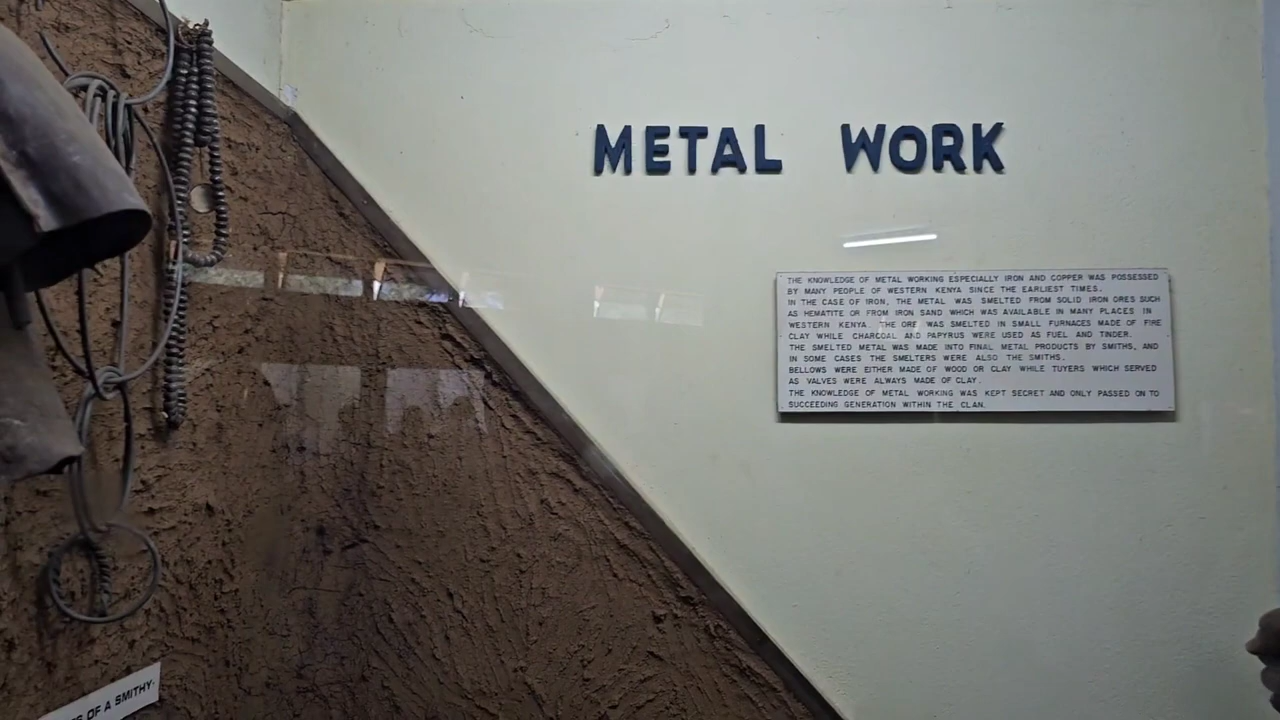 METAL WORK
THE KNOWLEDGE OF METAL WORKING ESPECIALLY IRON AND COPPER WAS POSSESSED
BY MANY PEOPLE OF WESTERN KENYA SINCE THE EARLIEST TIMES.
IN THE CASE OF IRON, THE METAL WAS SMELTED FROM SOLID IRON ORES SUCH
AS HEMATITE OR FROM IRON SAND WHICH WAS AVAILABLE IN MANY PLACES IN
WESTERN KENYA. THE ORE WAS SMELTED IN SMALL FURNACES MADE OF FIRE
CLAY WHILE CHARCOAL AND PAPYRUS WERE USED AS FUEL AND TINDER.
THE SMELTED METAL WAS MADE INTO FINAL METAL PRODUCTS BY SMITHS, AND
IN SOME CASES THE SMELTERS WERE ALSO THE SMITHS.
BELLOWS WERE EITHER MADE OF WOOD OR CLAY WHILE TUYERS WHICH SERVED
AS VALVES WERE ALWAYS MADE OF CLAY.
THE KNOWLEDGE OF METAL WORKING WAS KEPT SECRET AND ONLY PASSED ON TO
SUCCEEDING GENERATION WITHIN THE CLAN.
OF A SMITHY.